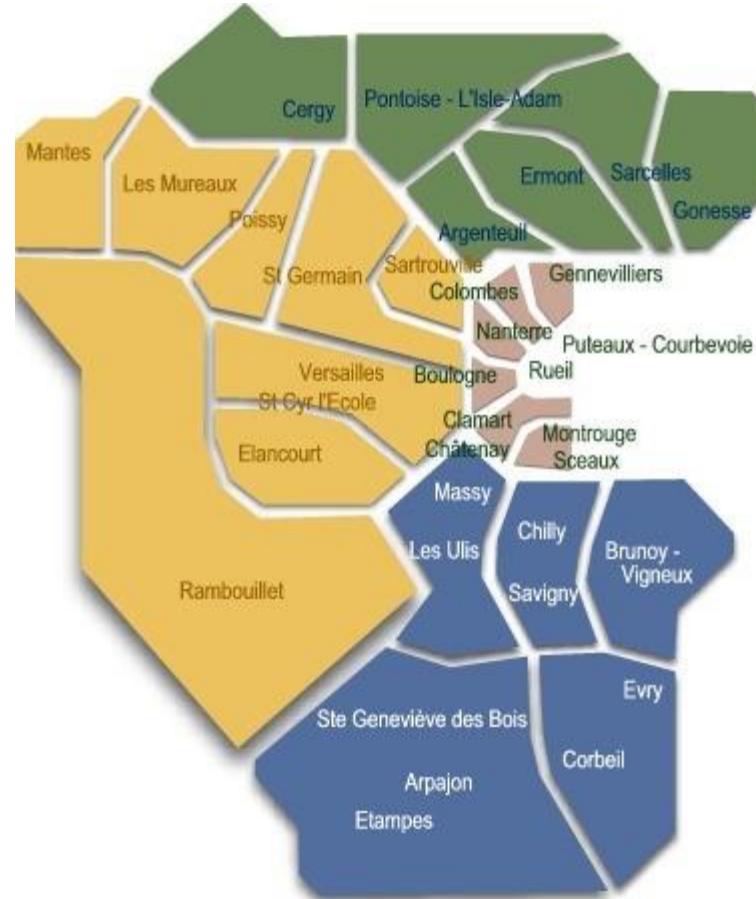 Cergy
Pontoise - L'Isle-Adam
Mantes
Les Mureaux
Poissy
Ermont
Sarcelles
Gonesse
Argenteuil
St Germain
Sartrouville
Colombes
Gennevilliers
Nanterre
Puteaux - Courbevoie
Versailles
Boulogne
Rueil
St Cyr l'Ecole
Clamart
Châtenay
Montrouge
Sceaux
Elancourt
Massy
Les Ulis
Chilly
Brunoy -
Vigneux
Savigny
Rambouillet
Evry
Ste Geneviève des Bois
Corbeil
Arpajon
Etampes